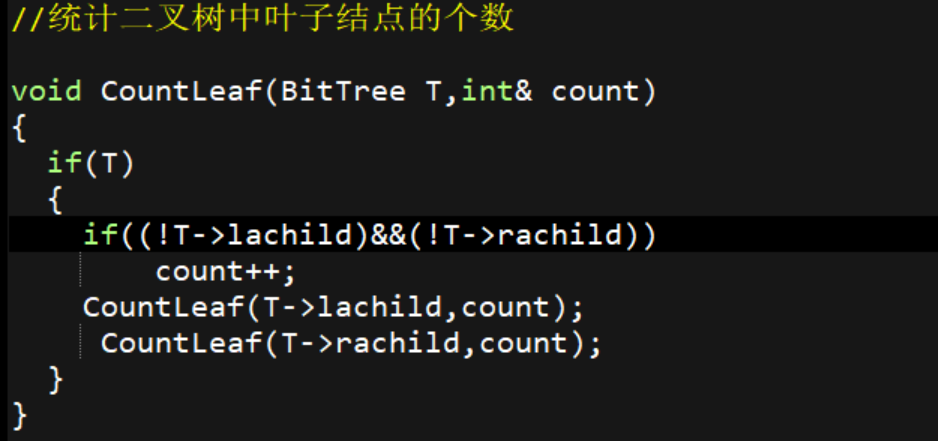 //统计二叉树中叶子结点的个数
void CountLeaf(BitTree T,int& count)
{
if(T)
{
if((!T->lachild)&&(!T->rachild))
count++;
CountLeaf(T->lachild,count);
CountLeaf(T->rachild,count);
}
}